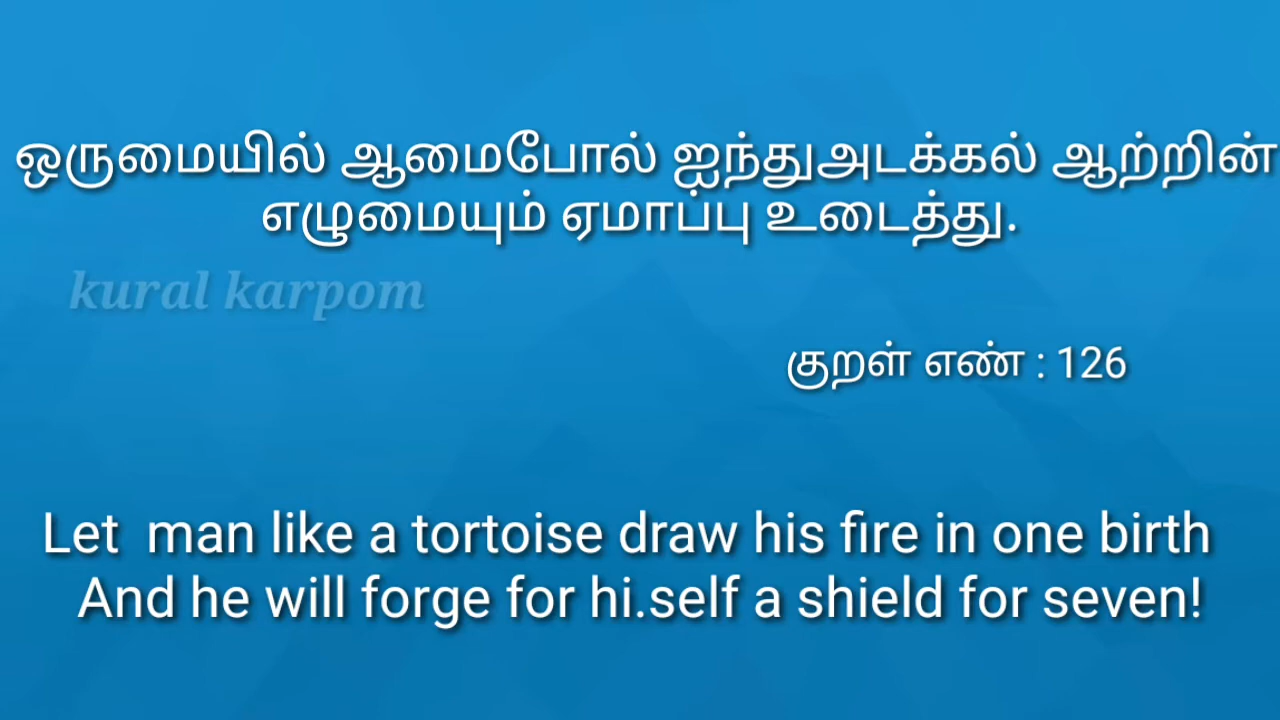 ஒருமையில் ஆமைபோல் ஐந்துஅடக்கல் ஆற்றின்
எழுமையும் ஏமாப்பு உடைத்து.
kural karpom
குறள் எண் : 126
Let  man like a tortoise draw his fire in one birth
And he will forge for hi.self a shield for seven!